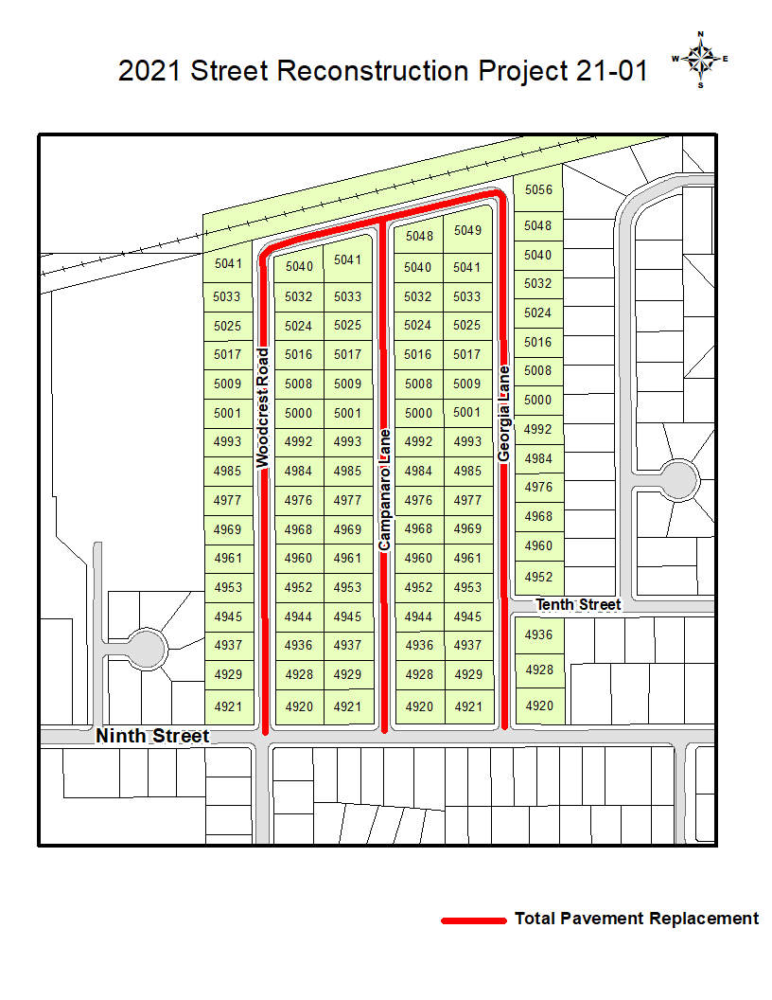 N
2021 Street Reconstruction Project 21-01
W E
S
5056
5048 5049 5048
5041 5040 5041 5040 5041 5040
5033 5032 5033 5032 5033 5032
5025 5024 5025 5024 5025 5024
5017 5016 5017 5016 5017 5016
5009 5008 5009 5008 5009 5008
5001 5000 5001 5000 5001 5000
4993 4992 4993 4992 4993 4992
4985 4984 4985 4984 4985 4984
4977 4976 4977 4976 4977 4976
4969 4968 4969 4968 4969 4968
4961 4960 4961 4960 4961 4960
4953 4952 4953 4952 4953 4952
4945 4944 4945 4944 4945
4937 4936 4937 4936 4937 4936
4929 4928 4929 4928 4929 4928
4921 4920 4921 4920 4921 4920
Woodcrest Road
Campanaro Lane
Georgia Lane
Tenth Street
Ninth Street
Total Pavement Replacement